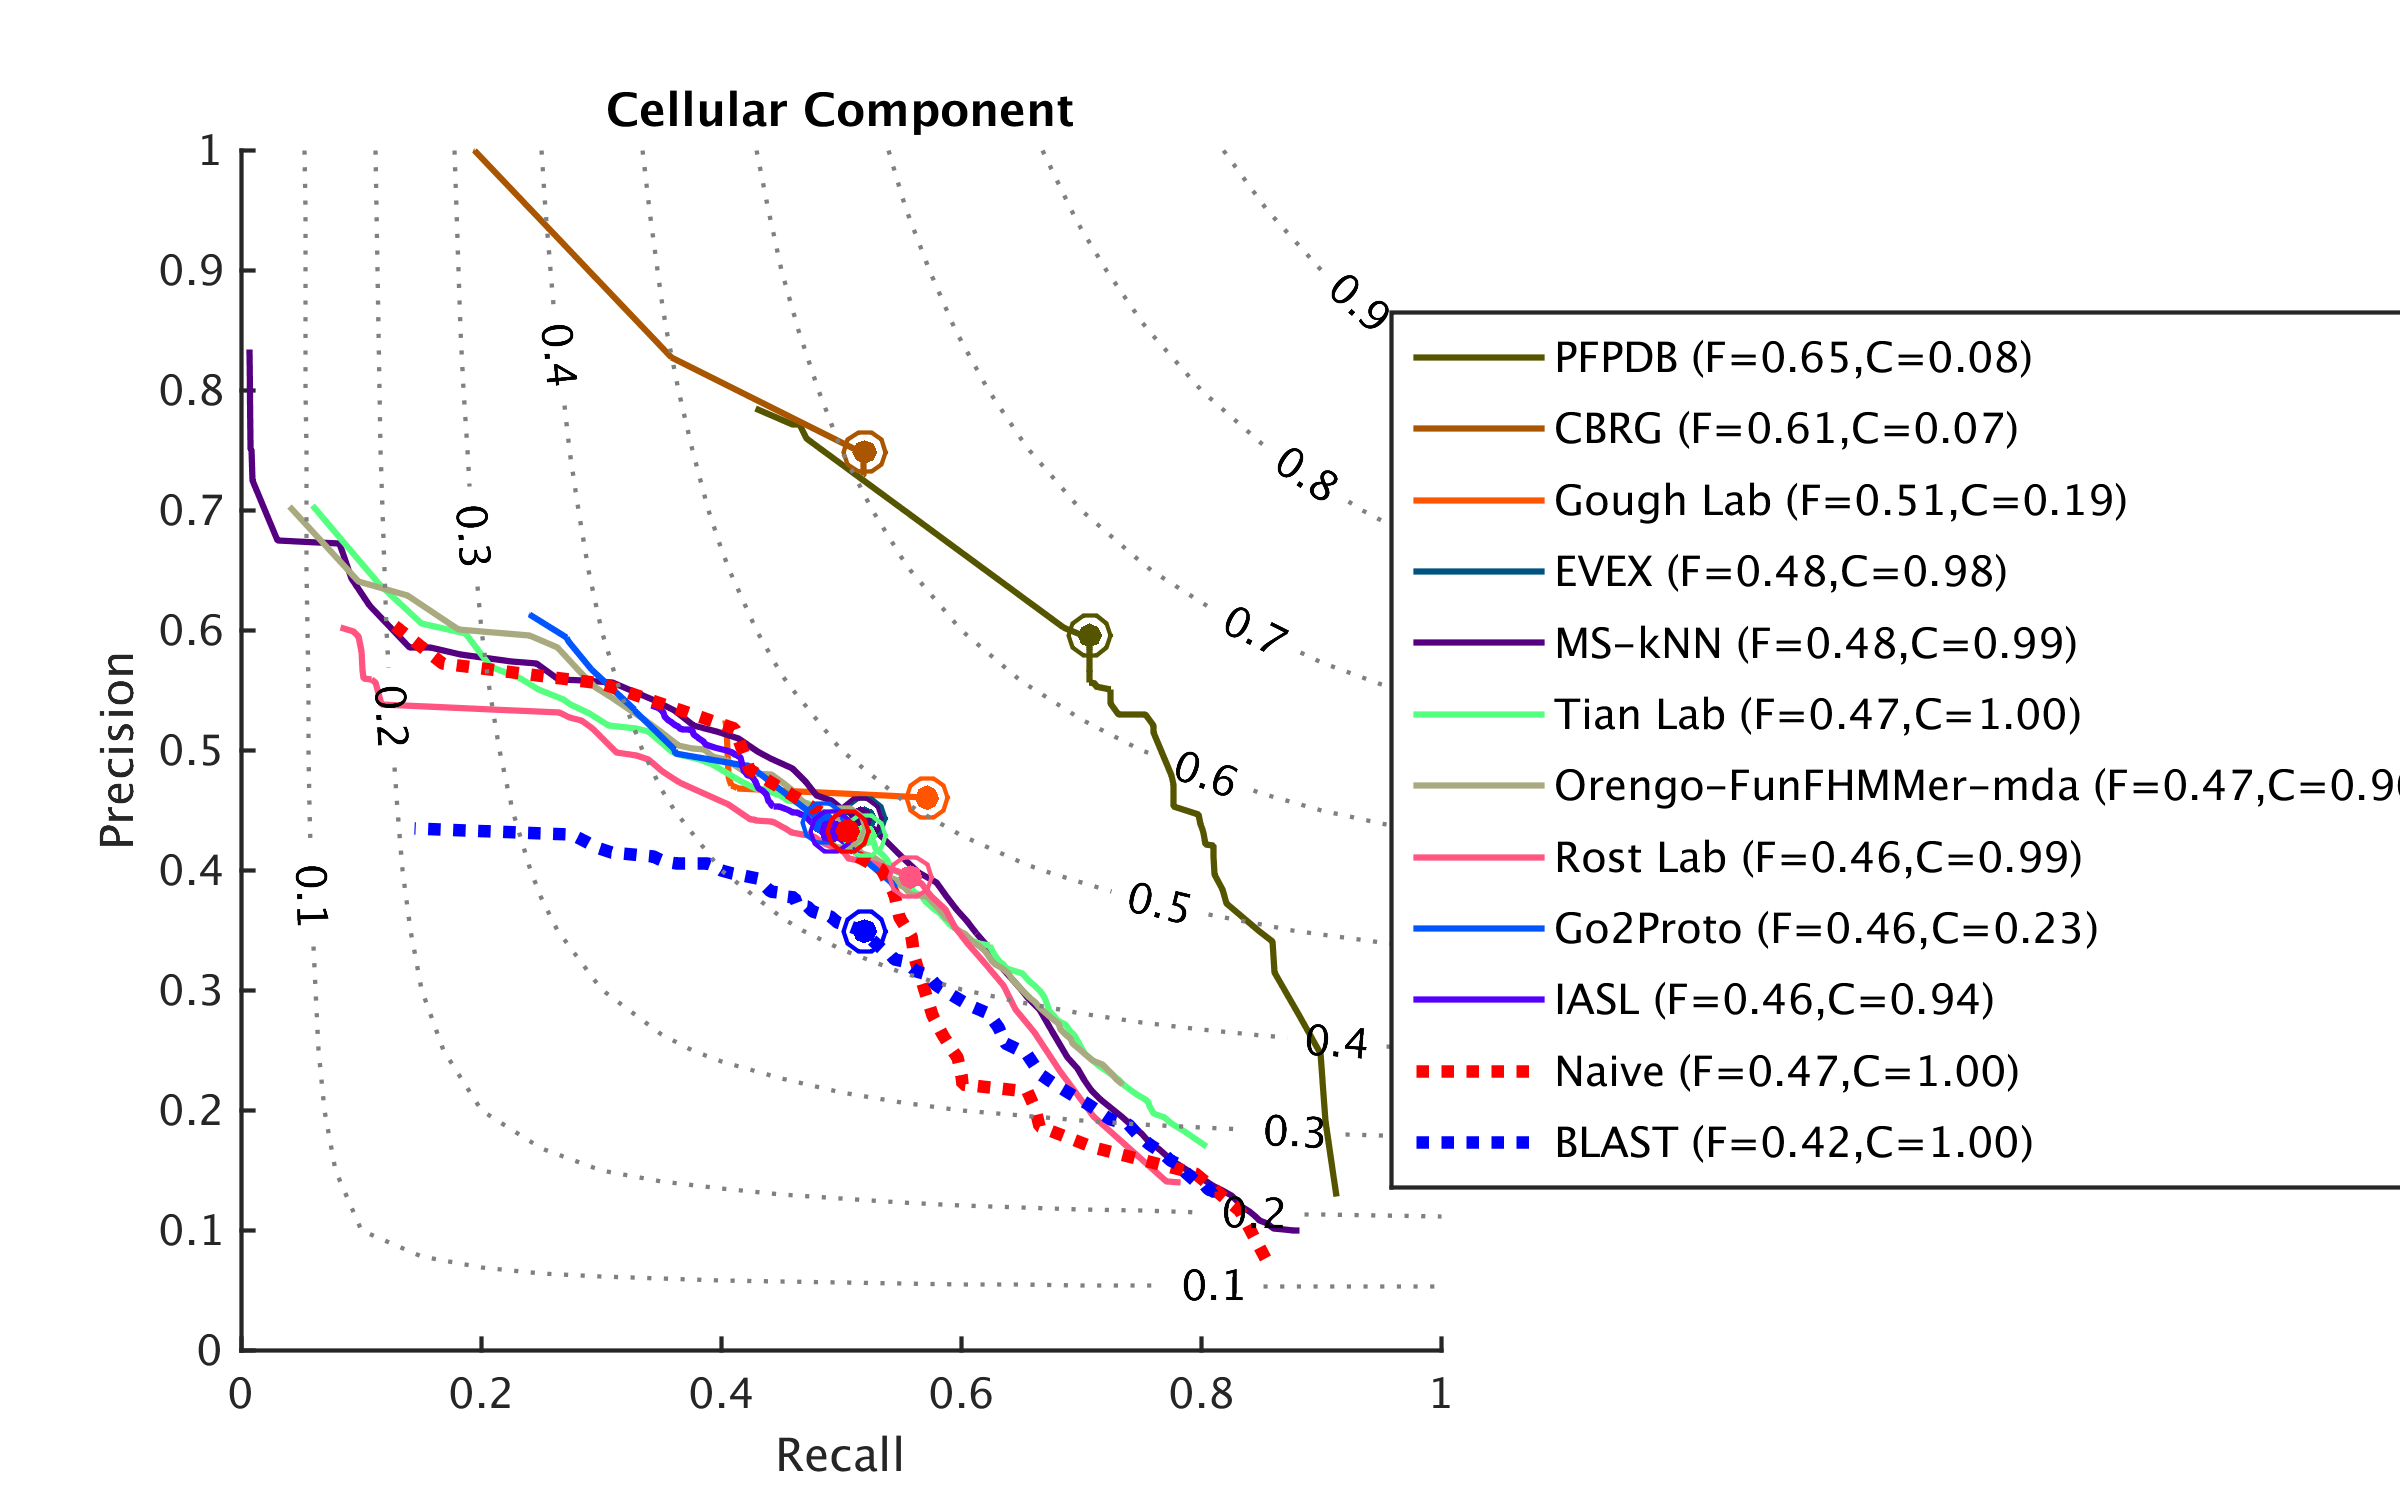 Cellular Component
1
0.9
0.8
0.7
0.6
0.5
0.4
0.3
0.2
0.1
0
Precision
0
0.2
0.4
0.6
0.8
1
Recall
0.1
0.2
0.3
0.4
0.9
0.8
0.7
0.6
0.5
0.4
0.3
0.2
0.1
PFPDB (F=0.65,C=0.08)
CBRG (F=0.61,C=0.07)
Gough Lab (F=0.51,C=0.19)
EVEX (F=0.48,C=0.98)
MS-kNN (F=0.48,C=0.99)
Tian Lab (F=0.47,C=1.00)
Orengo-FunFHMMer-mda (F=0.47,C=0.9
Rost Lab (F=0.46,C=0.99)
Go2Proto (F=0.46,C=0.23)
IASL (F=0.46,C=0.94)
Naive (F=0.47,C=1.00)
BLAST (F=0.42,C=1.00)